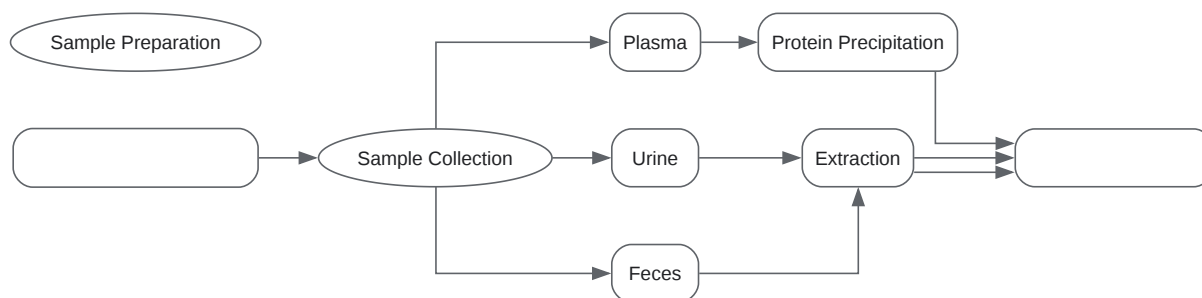 Sample Preparation
Plasma
Protein Precipitation
Sample Collection
Urine
Extraction
Feces